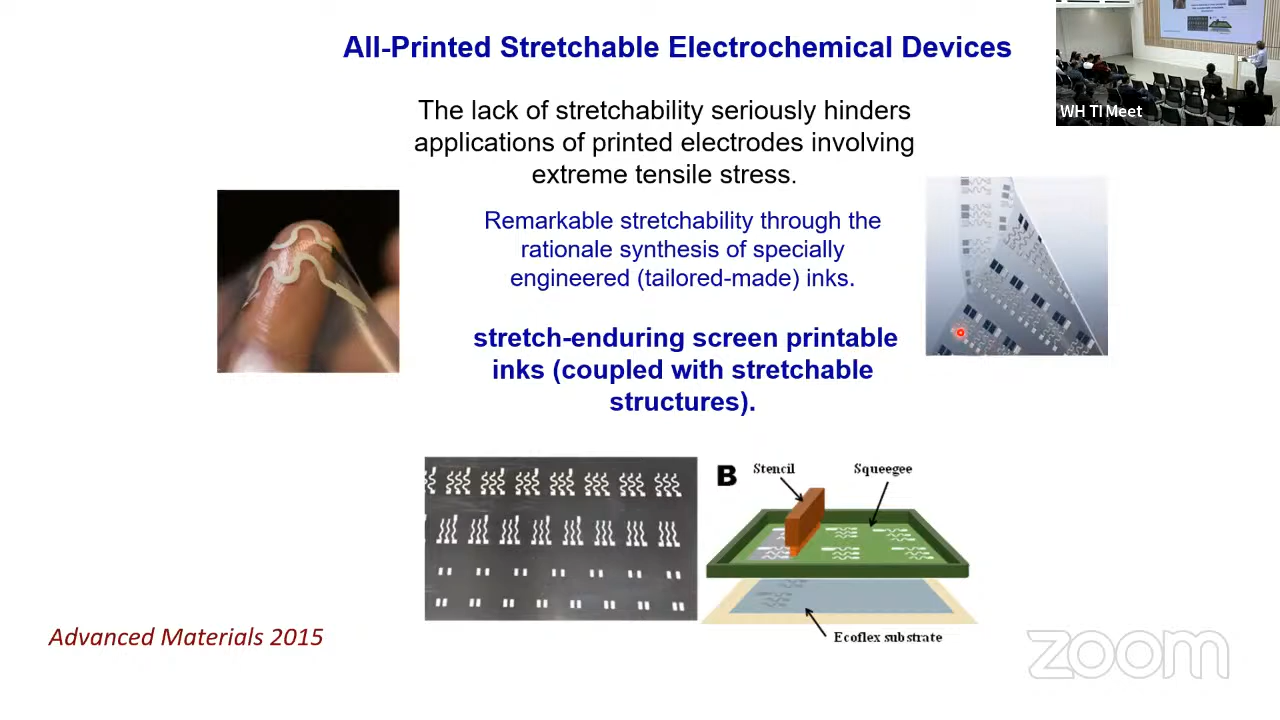 All-Printed Stretchable Electrochemical Devices
WH TI Meet
The lack of stretchability seriously hinders
applications of printed electrodes involving
extreme tensile stress.
Remarkable stretchability through the
rationale synthesis of specially
engineered (tailored-made) inks.
stretch-enduring screen printable
inks (coupled with stretchable
structures).
B
Stencil
Squeegee
Ecoflex substrate
Advanced Materials 2015
zoom